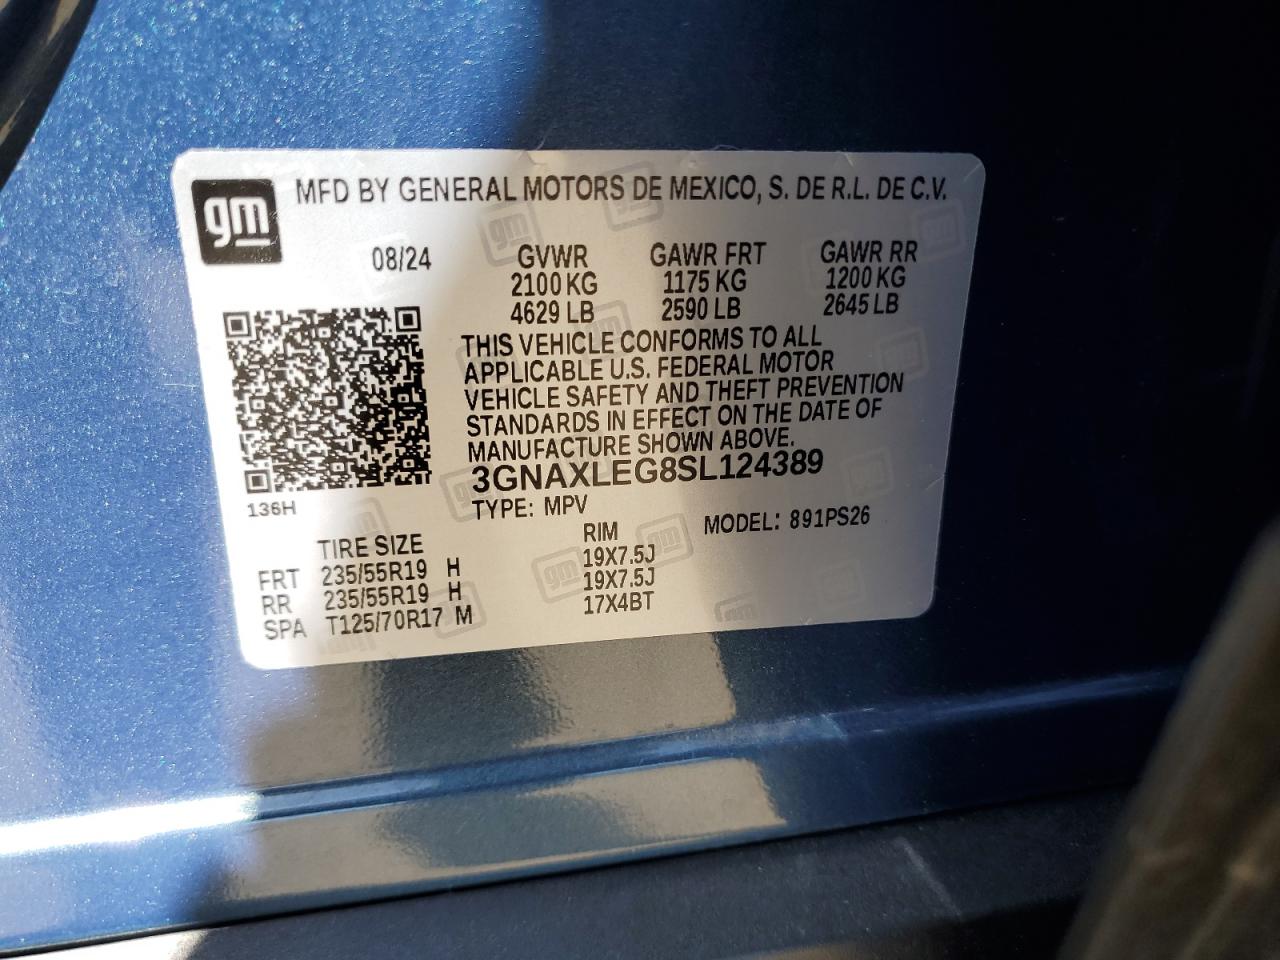 gm
MFD BY GENERAL MOTORS DE MEXICO, S. DE R.L. DE C.V.
08/24 GVWR GAWR FRT GAWR RR
2100 KG 1175 KG 1200 KG
4629 LB 2590 LB 2645 LB
THIS VEHICLE CONFORMS TO ALL
APPLICABLE U.S. FEDERAL MOTOR
VEHICLE SAFETY AND THEFT PREVENTION
STANDARDS IN EFFECT ON THE DATE OF
MANUFACTURE SHOWN ABOVE.
3GNAXLEG8SL124389
136H
TYPE: MPV MODEL: 891PS26
TIRE SIZE RIM
FRT 235/55R19 H 19X7.5J
RR 235/55R19 H 19X7.5J
SPA T125/70R17 M 17X4BT